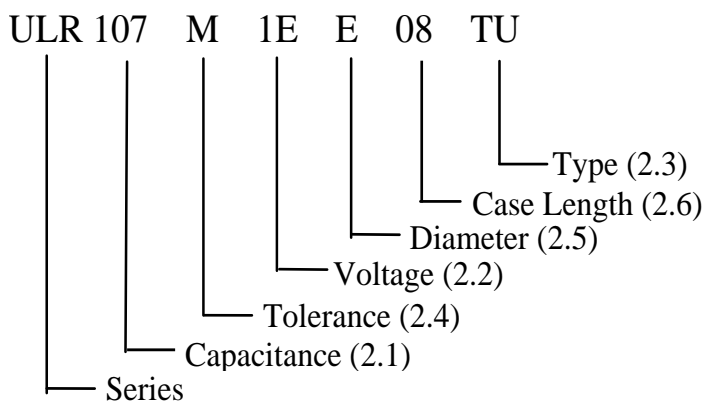 ULR 107 M 1E E 08 TU
Type (2.3)
Case Length (2.6)
Diameter (2.5)
Voltage (2.2)
Tolerance (2.4)
Capacitance (2.1)
Series